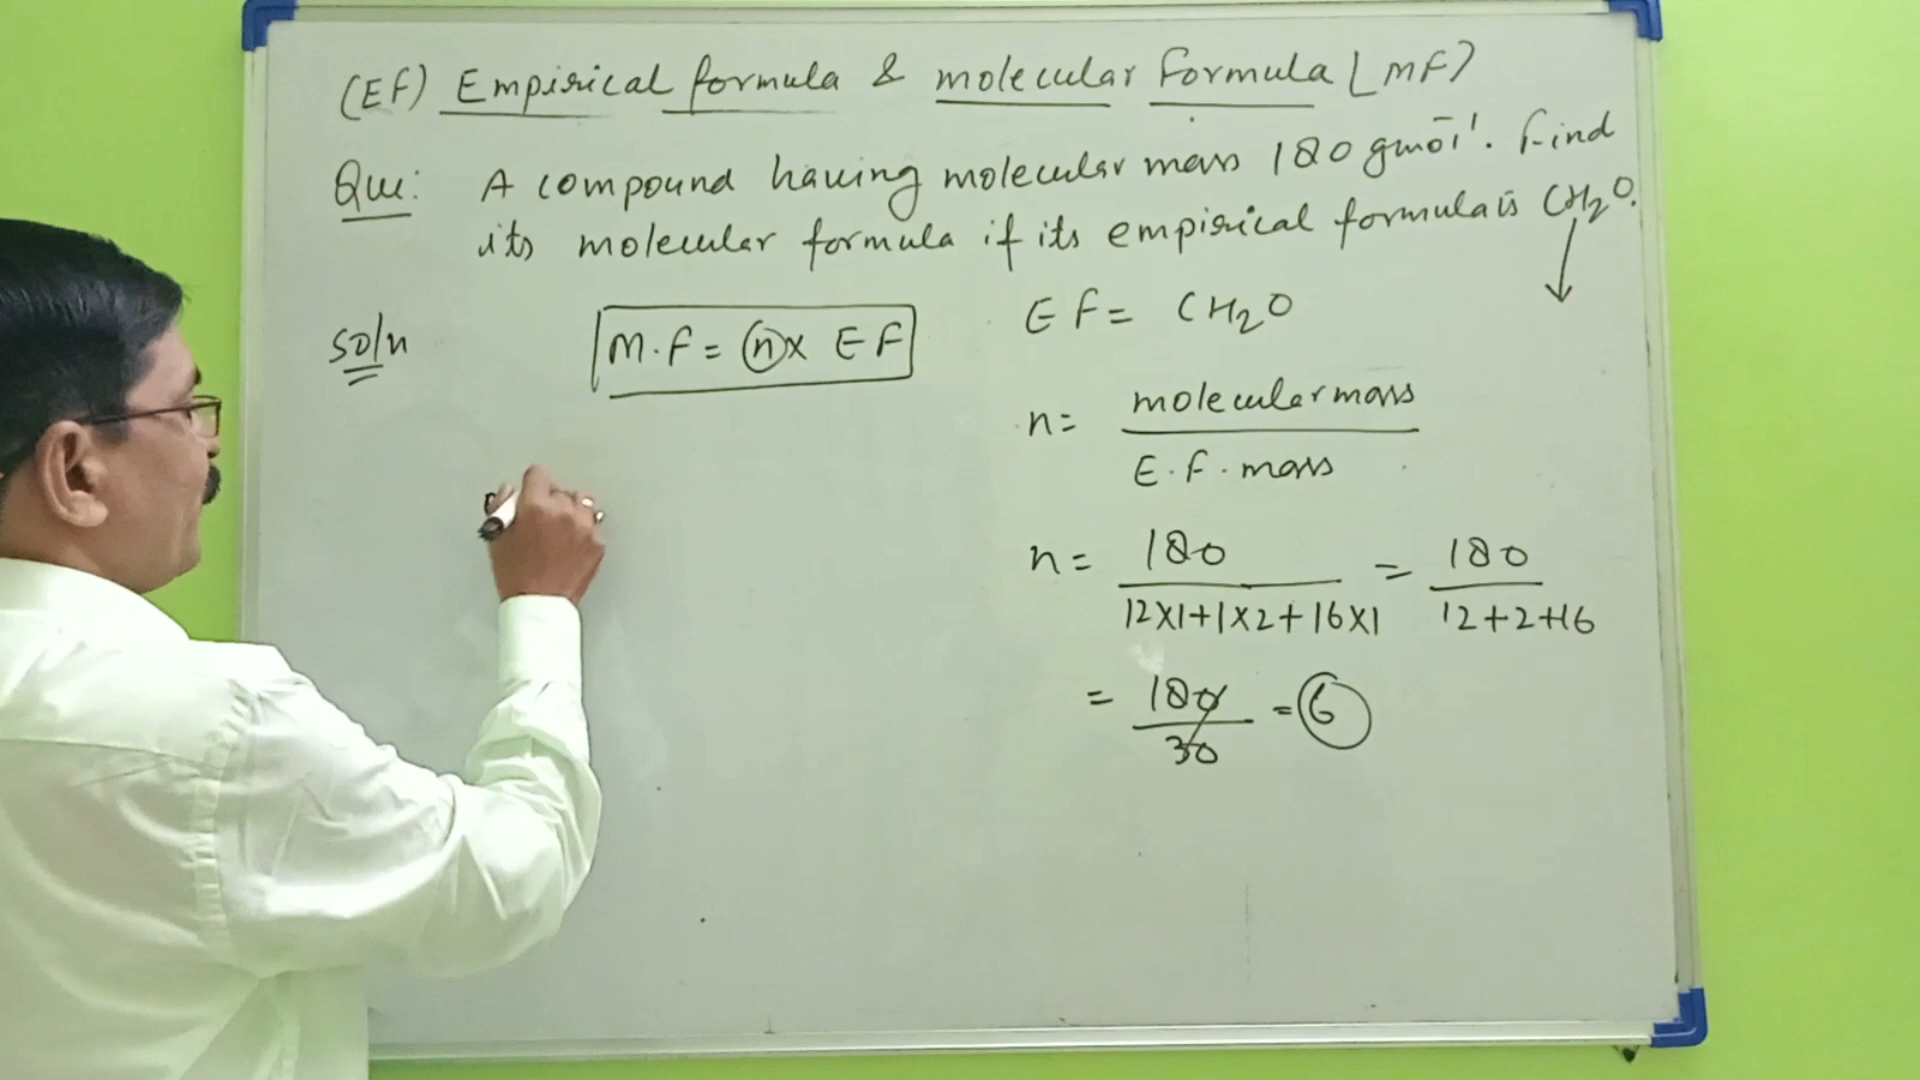 (EF) Empirical formula & molecular Formula (MF)
Que: A compound having molecular mass 180 gmol⁻¹. Find
its molecular formula if its empirical formula is CH₂O.
Soln
M.F = n x EF
EF = CH₂O
n = molecular mass
E.F. mass
n = 180 = 180
12X1+1X2+16X1 12+2+16
= 180 = 6
30